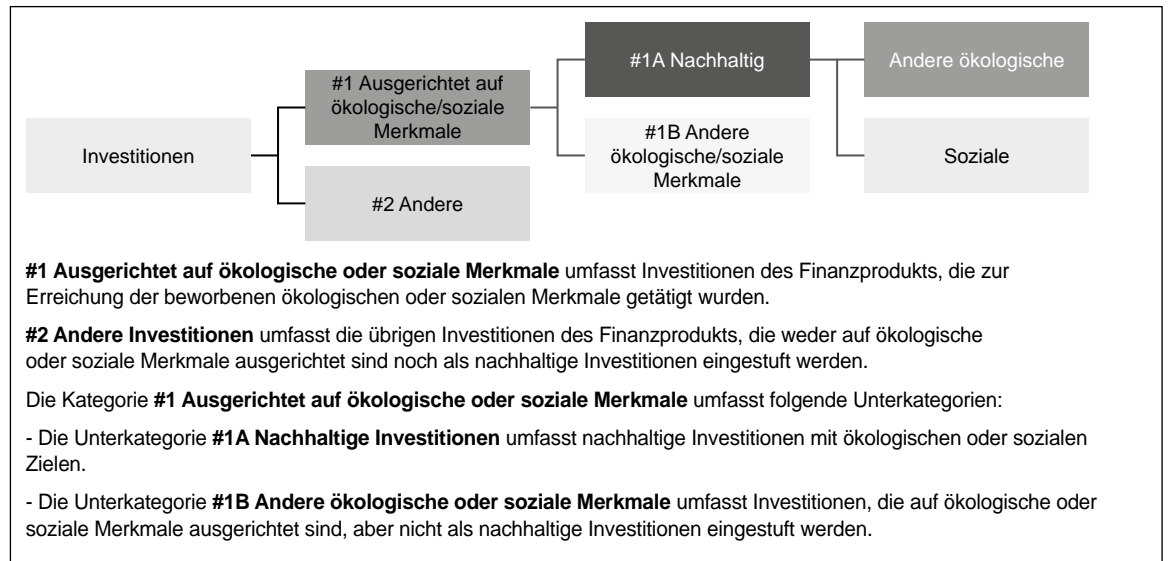 Investitionen
#1 Ausgerichtet auf
ökologische/soziale
Merkmale
#2 Andere
#1A Nachhaltig
#1B Andere
ökologische/soziale
Merkmale
Andere ökologische
Soziale
#1 Ausgerichtet auf ökologische oder soziale Merkmale umfasst Investitionen des Finanzprodukts, die zur
Erreichung der beworbenen ökologischen oder sozialen Merkmale getätigt wurden.
#2 Andere Investitionen umfasst die übrigen Investitionen des Finanzprodukts, die weder auf ökologische
oder soziale Merkmale ausgerichtet sind noch als nachhaltige Investitionen eingestuft werden.
Die Kategorie #1 Ausgerichtet auf ökologische oder soziale Merkmale umfasst folgende Unterkategorien:
- Die Unterkategorie #1A Nachhaltige Investitionen umfasst nachhaltige Investitionen mit ökologischen oder sozialen
Zielen.
- Die Unterkategorie #1B Andere ökologische oder soziale Merkmale umfasst Investitionen, die auf ökologische oder
soziale Merkmale ausgerichtet sind, aber nicht als nachhaltige Investitionen eingestuft werden.